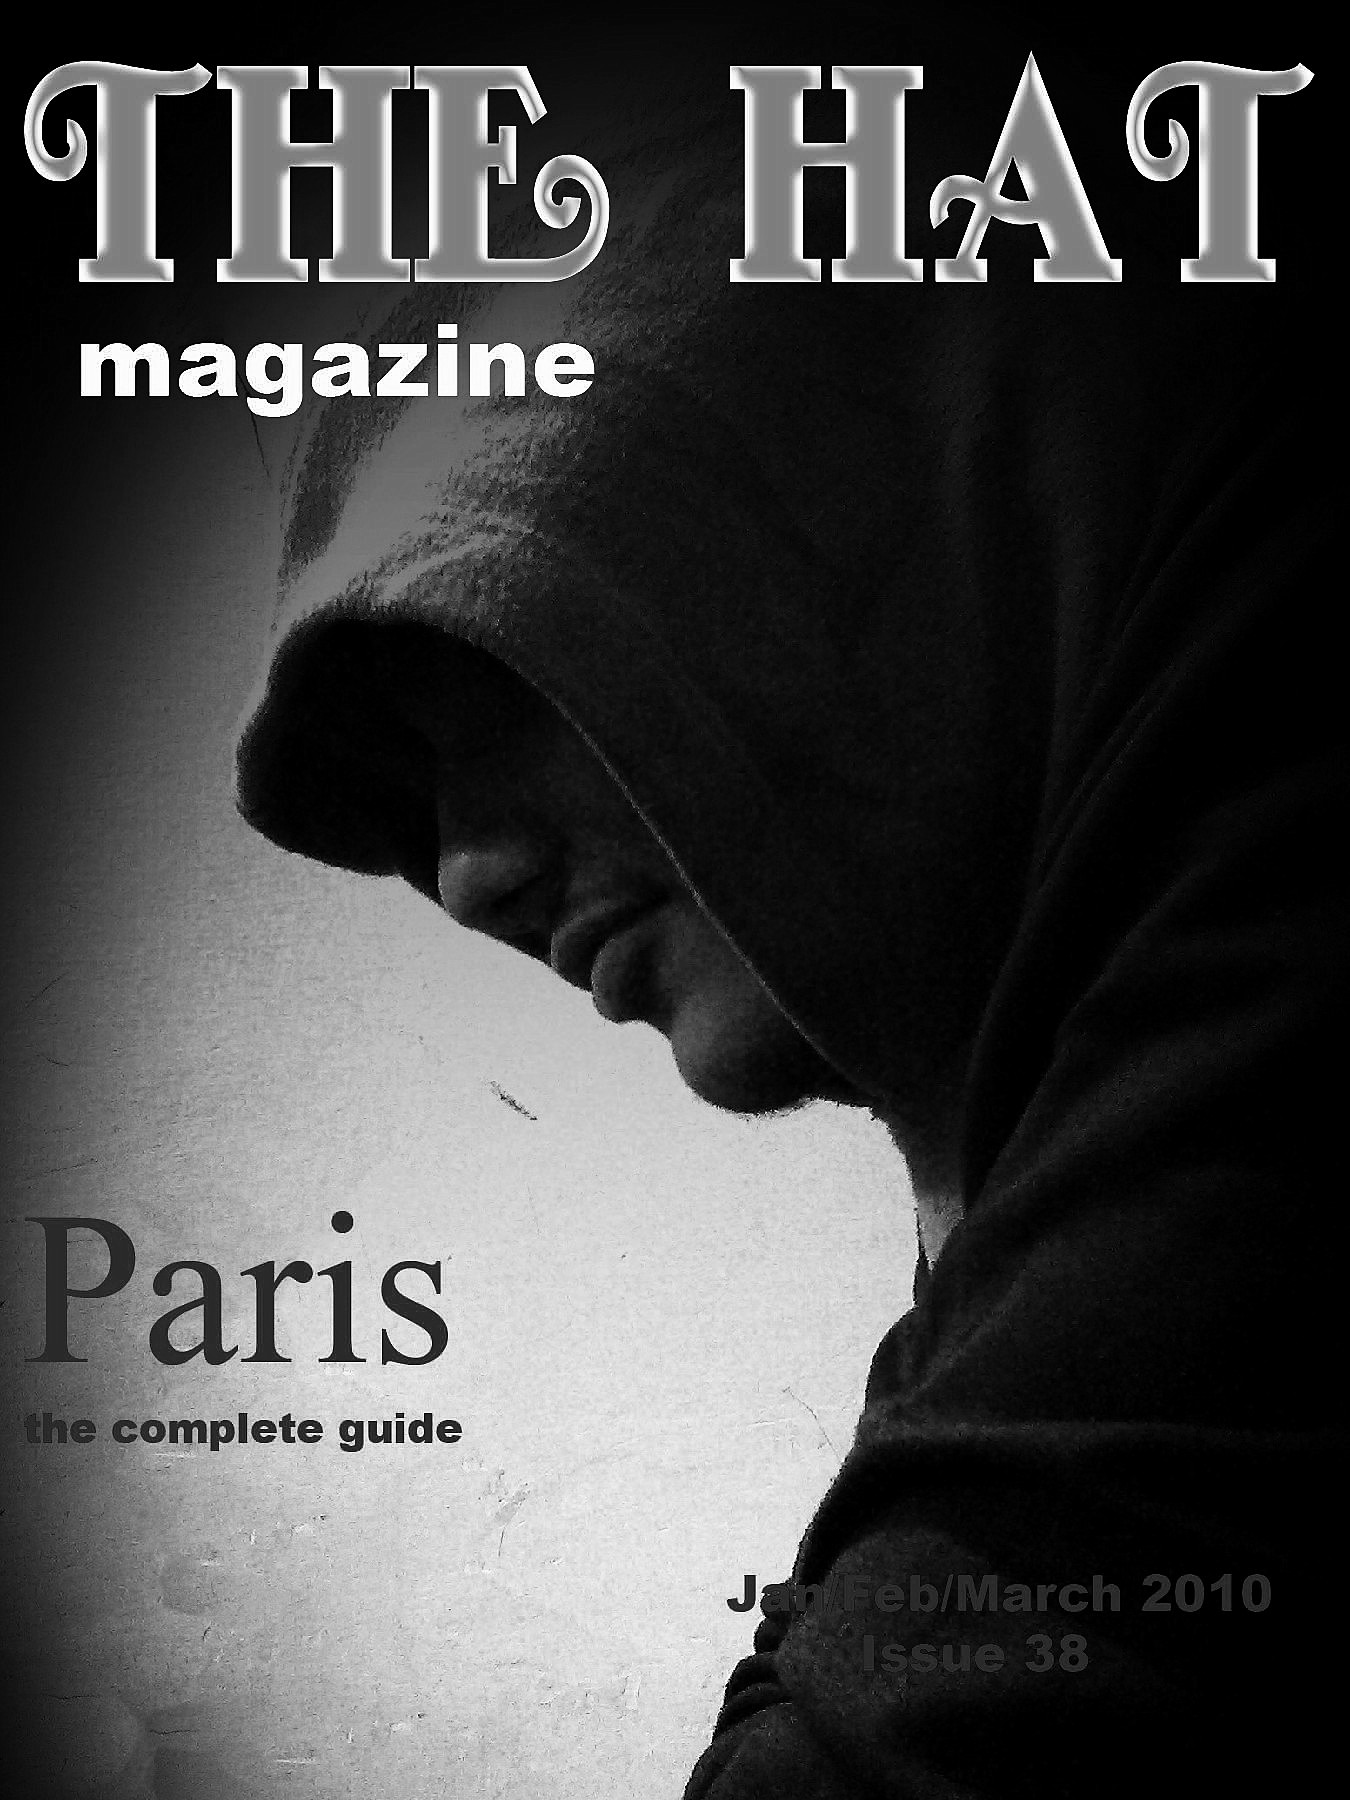 THE HAT
magazine
Paris
the complete guide
Jan/Feb/March 2010
Issue 38